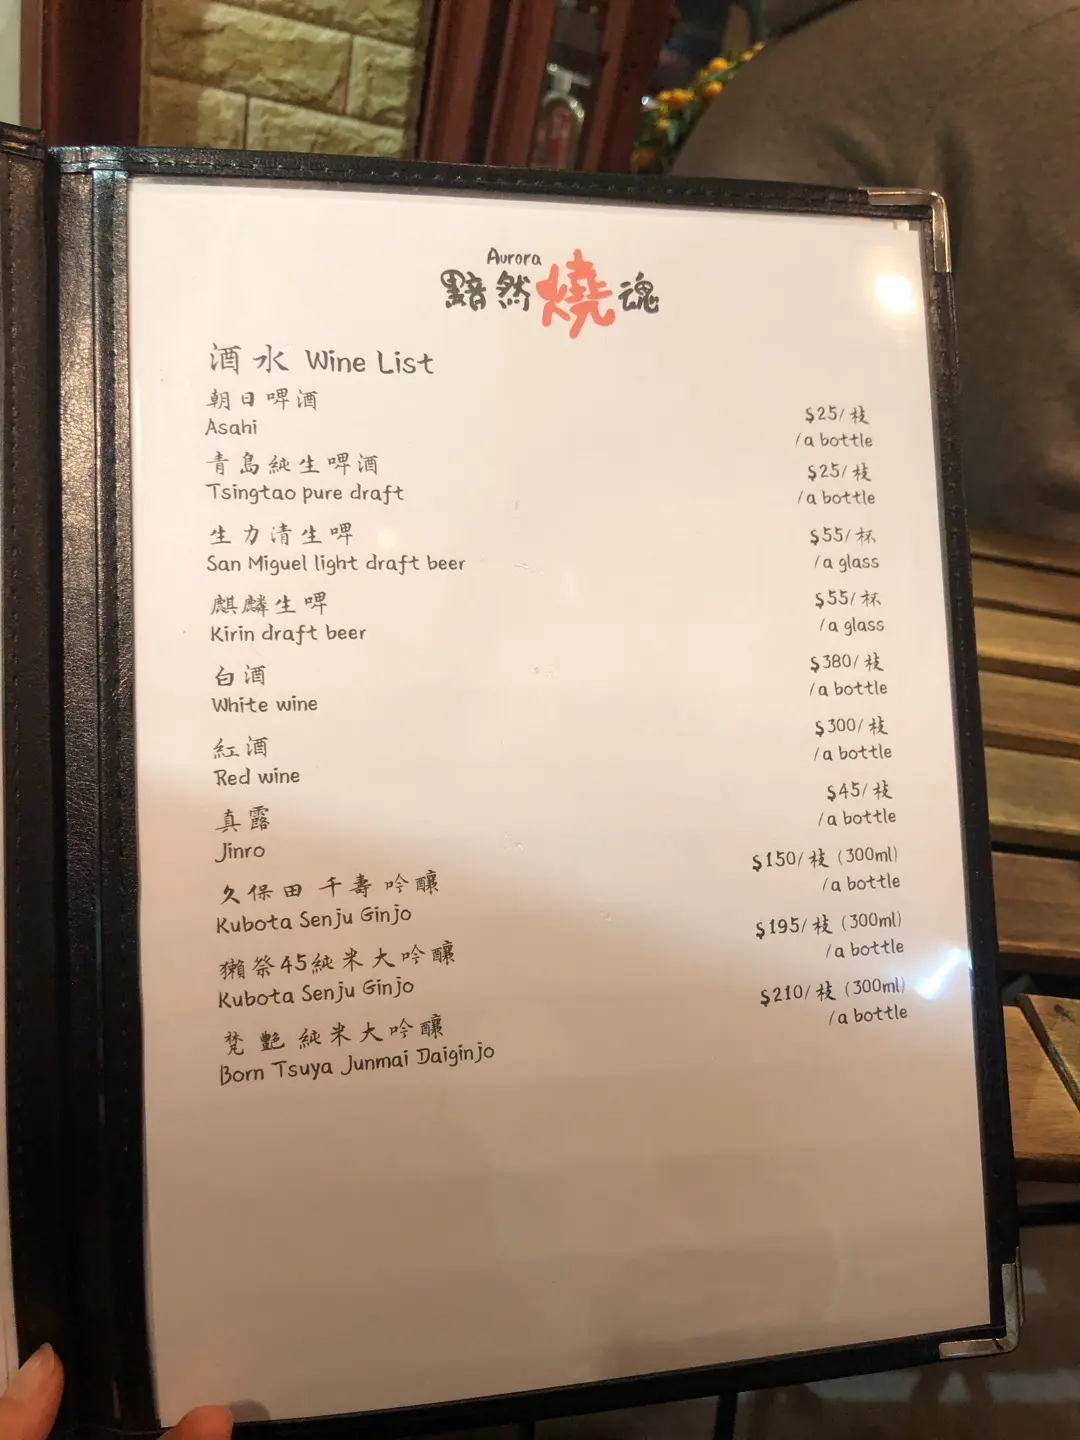 Aurora
黯然燒魂
酒水 Wine List
朝日啤酒
Asahi
$25/枝
/a bottle
青島純生啤酒
Tsingtao pure draft
$25/枝
/a bottle
生力清生啤
San Miguel light draft beer
$55/杯
/a glass
麒麟生啤
Kirin draft beer
$55/杯
/a glass
白酒
White wine
$380/枝
/a bottle
紅酒
Red wine
$300/枝
/a bottle
真露
Jinro
$45/枝
/a bottle
久保田 千壽 吟釀
Kubota Senju Ginjo
$150/枝 (300ml)
/a bottle
獺祭45純米大吟釀
Kubota Senju Ginjo
$195/枝 (300ml)
/a bottle
梵 艷 純米大吟釀
Born Tsuya Junmai Daiginjo
$210/枝 (300ml)
/a bottle